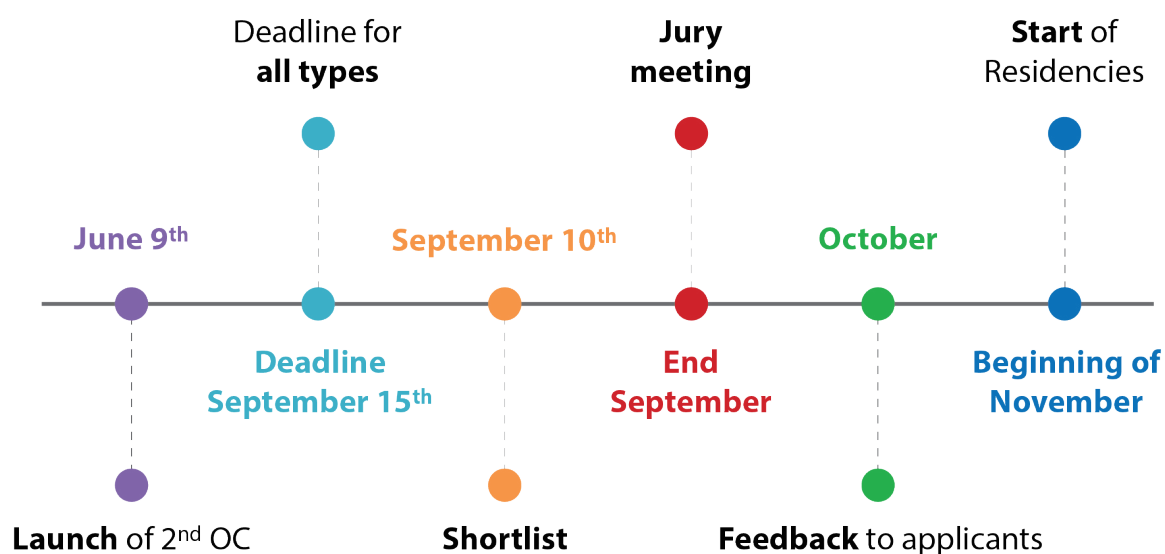 Deadline for
all types
Jury
meeting
Start of
Residencies
June 9th
September 10th
October
Deadline
September 15th
End
September
Beginning of
November
Launch of 2nd OC
Shortlist
Feedback to applicants